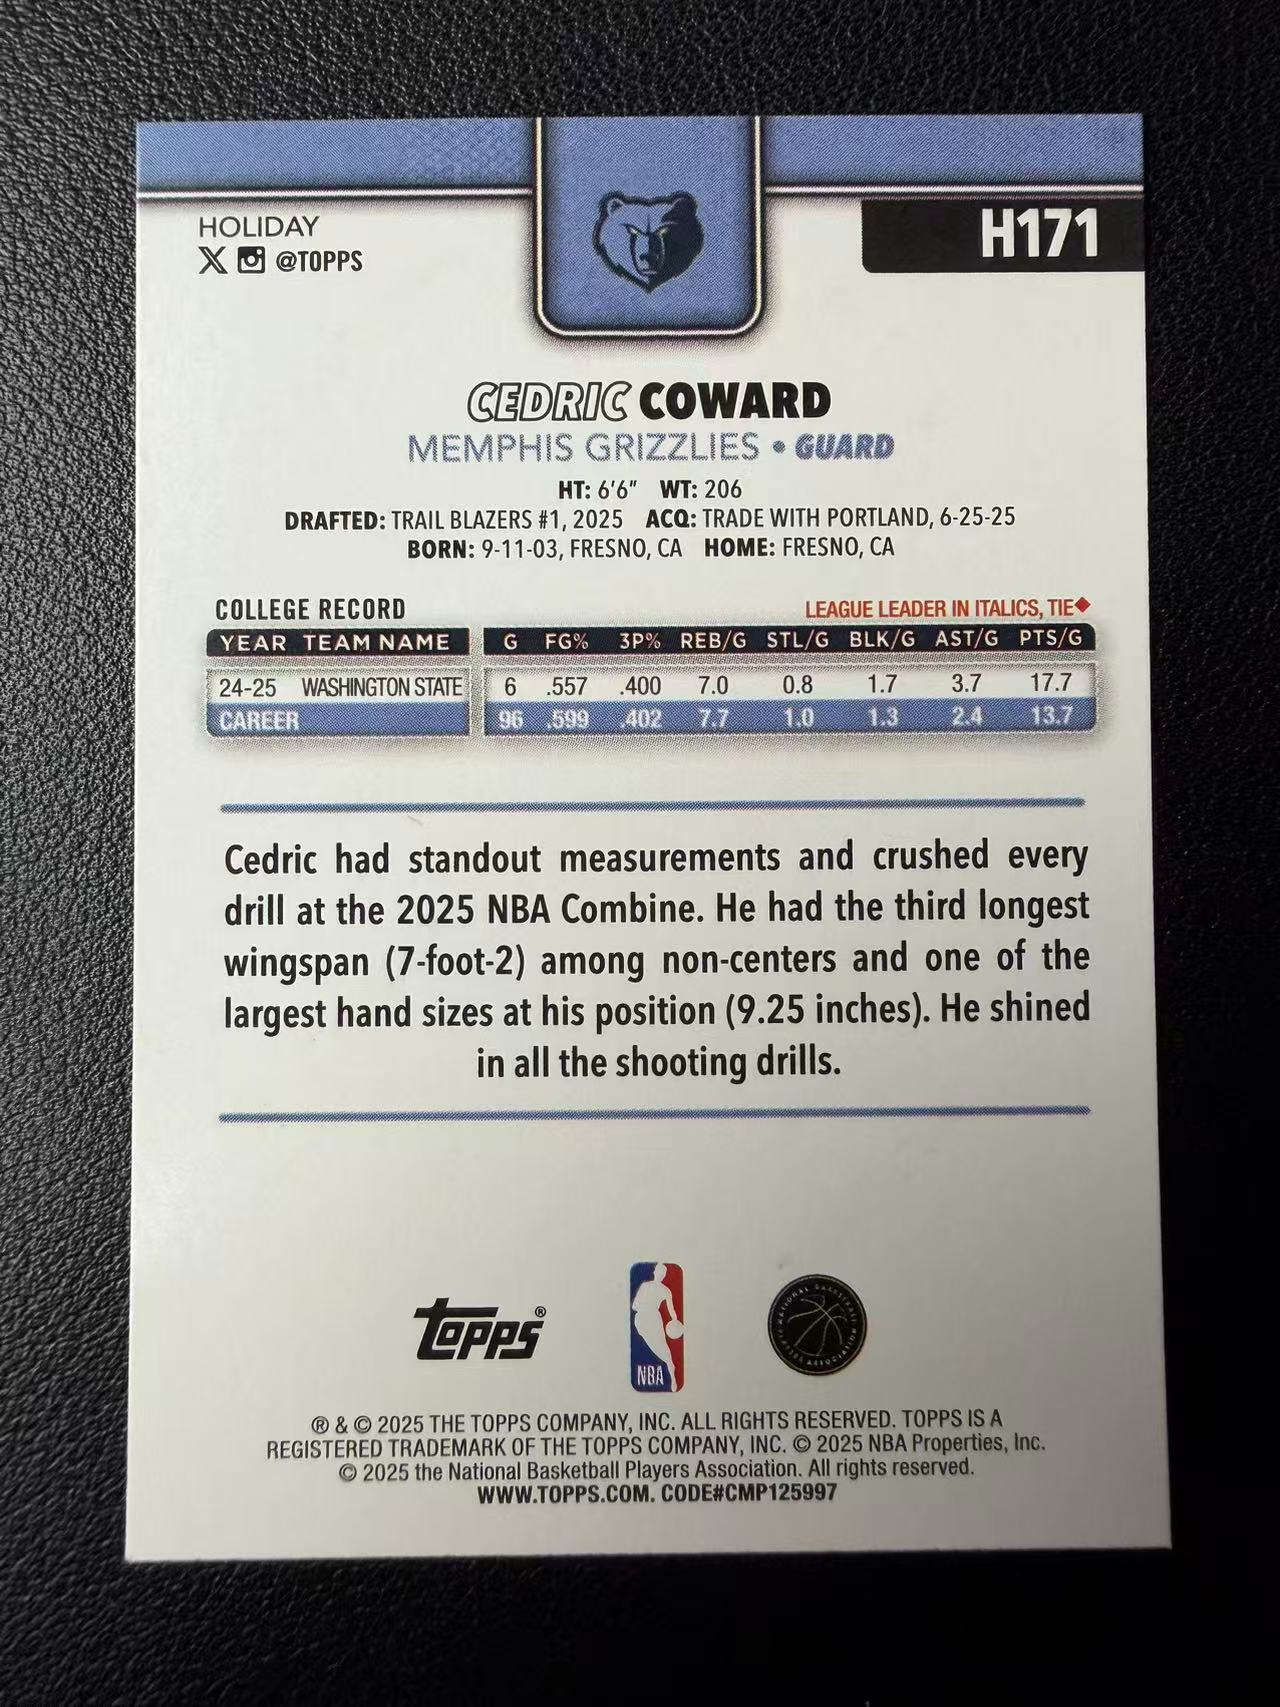 HOLIDAY
@TOPPS
H171
CEDRIC COWARD
MEMPHIS GRIZZLIES • GUARD
HT: 6'6" WT: 206
DRAFTED: TRAIL BLAZERS #1, 2025 ACQ: TRADE WITH PORTLAND, 6-25-25
BORN: 9-11-03, FRESNO, CA HOME: FRESNO, CA
COLLEGE RECORD LEAGUE LEADER IN ITALICS, TIE◆
YEAR TEAM NAME G FG% 3P% REB/G STL/G BLK/G AST/G PTS/G
24-25 WASHINGTON STATE 6 .557 .400 7.0 0.8 1.7 3.7 17.7
CAREER 96 .599 .402 7.7 1.0 1.3 2.4 13.7
Cedric had standout measurements and crushed every
drill at the 2025 NBA Combine. He had the third longest
wingspan (7-foot-2) among non-centers and one of the
largest hand sizes at his position (9.25 inches). He shined
in all the shooting drills.
Topps®
NBA
NATIONAL BASKETBALL PLAYERS ASSOCIATION
® & © 2025 THE TOPPS COMPANY, INC. ALL RIGHTS RESERVED. TOPPS IS A
REGISTERED TRADEMARK OF THE TOPPS COMPANY, INC. © 2025 NBA Properties, Inc.
© 2025 the National Basketball Players Association. All rights reserved.
WWW.TOPPS.COM. CODE#CMP125997